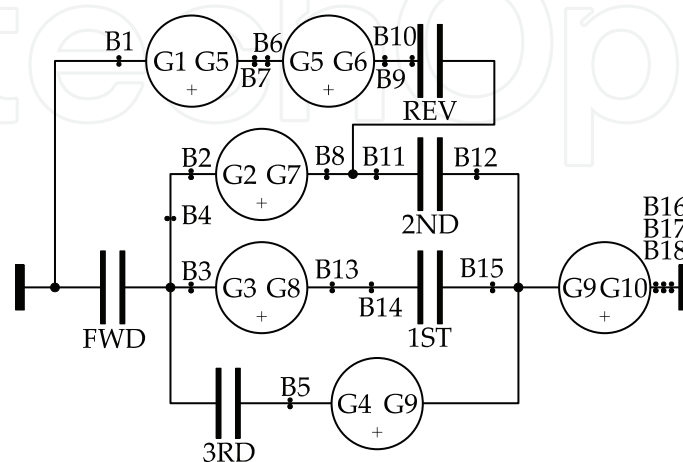 techOp
B1
G1 G5
+
B6
B7
G5 G6
+
B10
B9
REV
B2
G2 G7
+
B8
B11
2ND
B12
B4
B3
G3 G8
+
B13
B14
1ST
B15
G9 G10
+
B16
B17
B18
FWD
3RD
B5
G4 G9
+